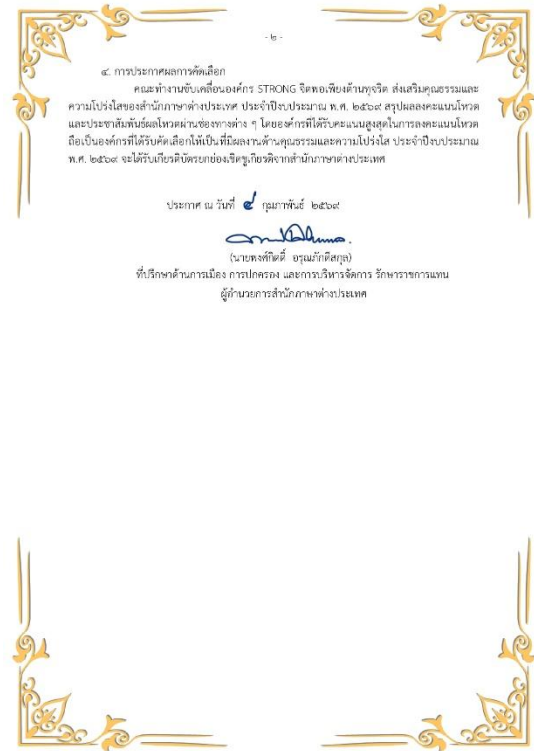 - ๒ -
๔. การประกาศผลการคัดเลือก
คณะทำงานขับเคลื่อนองค์กร STRONG จิตพอเพียงต้านทุจริต ส่งเสริมคุณธรรมและ
ความโปร่งใสของสำนักภาษาต่างประเทศ ประจำปีงบประมาณ พ.ศ. ๒๕๖๙ สรุปผลลงคะแนนโหวต
และประชาสัมพันธ์ผลโหวตผ่านช่องทางต่าง ๆ โดยองค์กรที่ได้รับคะแนนสูงสุดในการลงคะแนนโหวต
ถือเป็นองค์กรที่ได้รับคัดเลือกให้เป็นที่มีผลงานด้านคุณธรรมและความโปร่งใส ประจำปีงบประมาณ
พ.ศ. ๒๕๖๙ จะได้รับเกียรติบัตรยกย่องเชิดชูเกียรติจากสำนักภาษาต่างประเทศ
ประกาศ ณ วันที่ ๔ กุมภาพันธ์ ๒๕๖๙
(นายพงศ์กิตติ์ อรุณภักดีสกุล)
ที่ปรึกษาด้านการเมือง การปกครอง และการบริหารจัดการ รักษาราชการแทน
ผู้อำนวยการสำนักภาษาต่างประเทศ